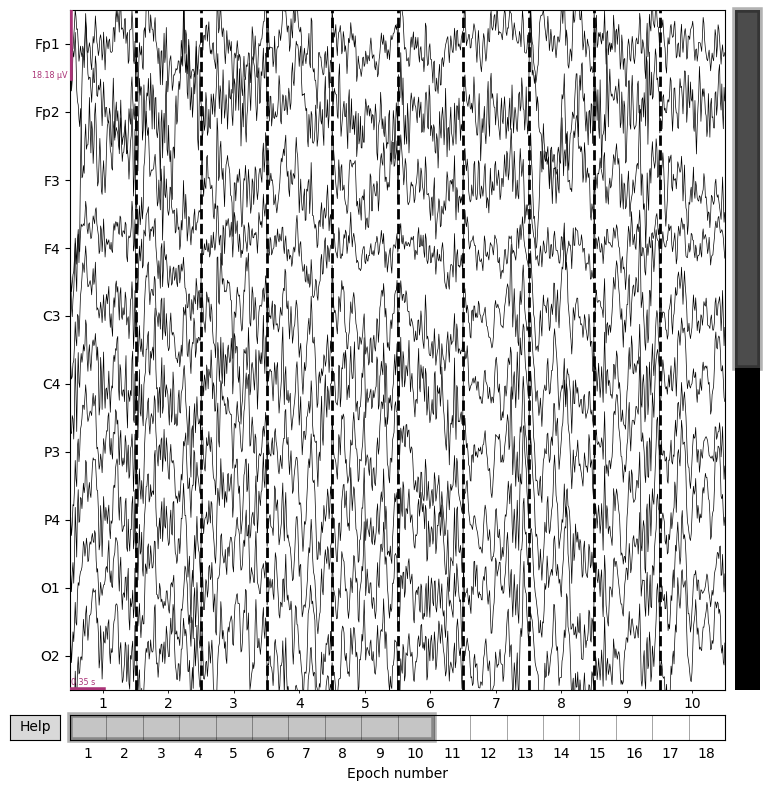 Fp1
18.18 µV
Fp2
F3
F4
C3
C4
P3
P4
O1
O2
0.35 s
1 2 3 4 5 6 7 8 9 10
Help
1 2 3 4 5 6 7 8 9 10 11 12 13 14 15 16 17 18
Epoch number